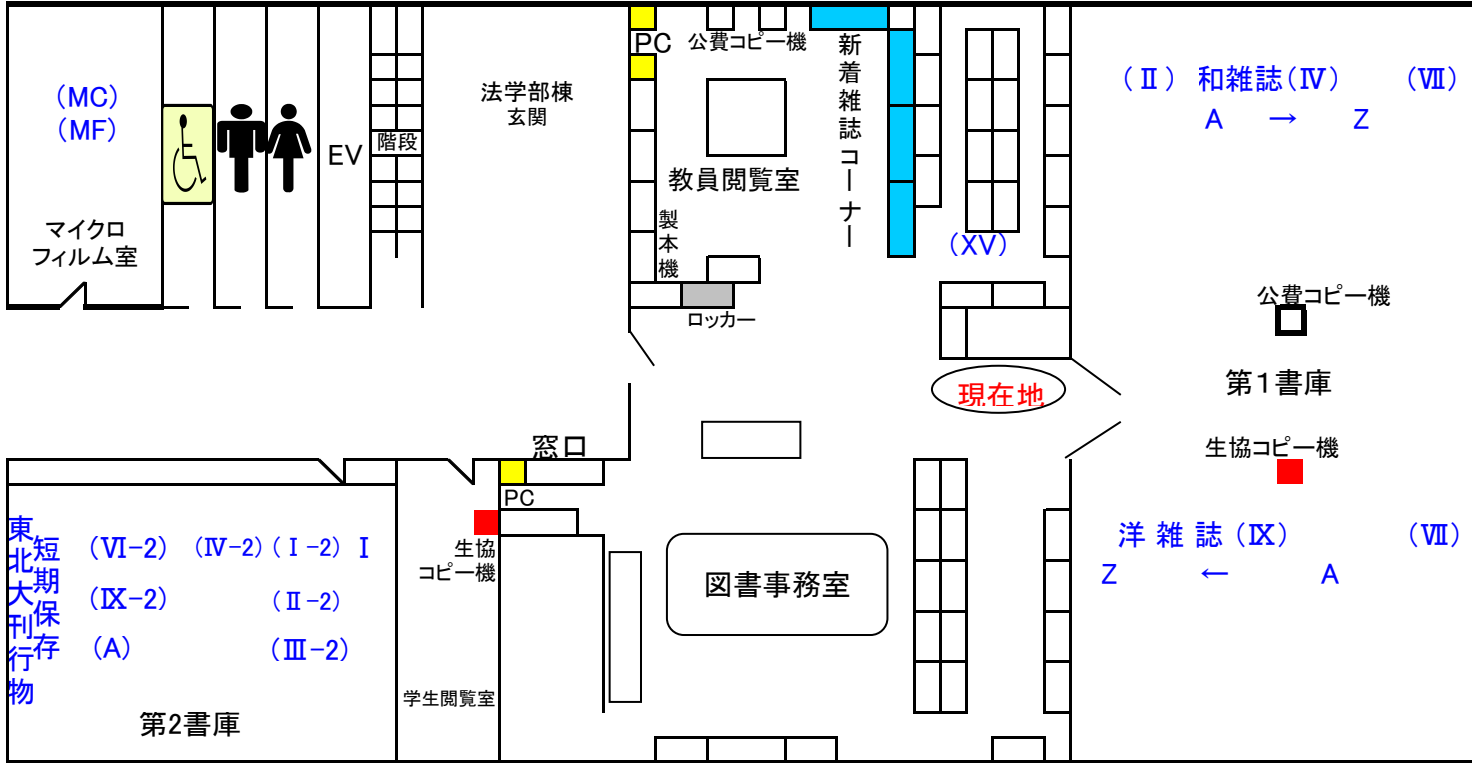 (MC)
(MF)
マイクロ
フィルム室
EV
階段
法学部棟
玄関
PC
公費コピー機
新着雑誌コーナー
教員閲覧室
製本機
ロッカー
(XV)
(Ⅱ) 和雑誌(Ⅳ) (Ⅶ)
A → Z
公費コピー機
第1書庫
現在地
生協コピー機
洋雑誌(Ⅸ) (Ⅶ)
Z ← A
窓口
PC
生協
コピー機
図書事務室
学生閲覧室
東北大刊行物
短期保存
(Ⅵ-2) (Ⅳ-2) (Ⅰ-2) Ⅰ
(Ⅸ-2) (Ⅱ-2)
(A) (Ⅲ-2)
第2書庫